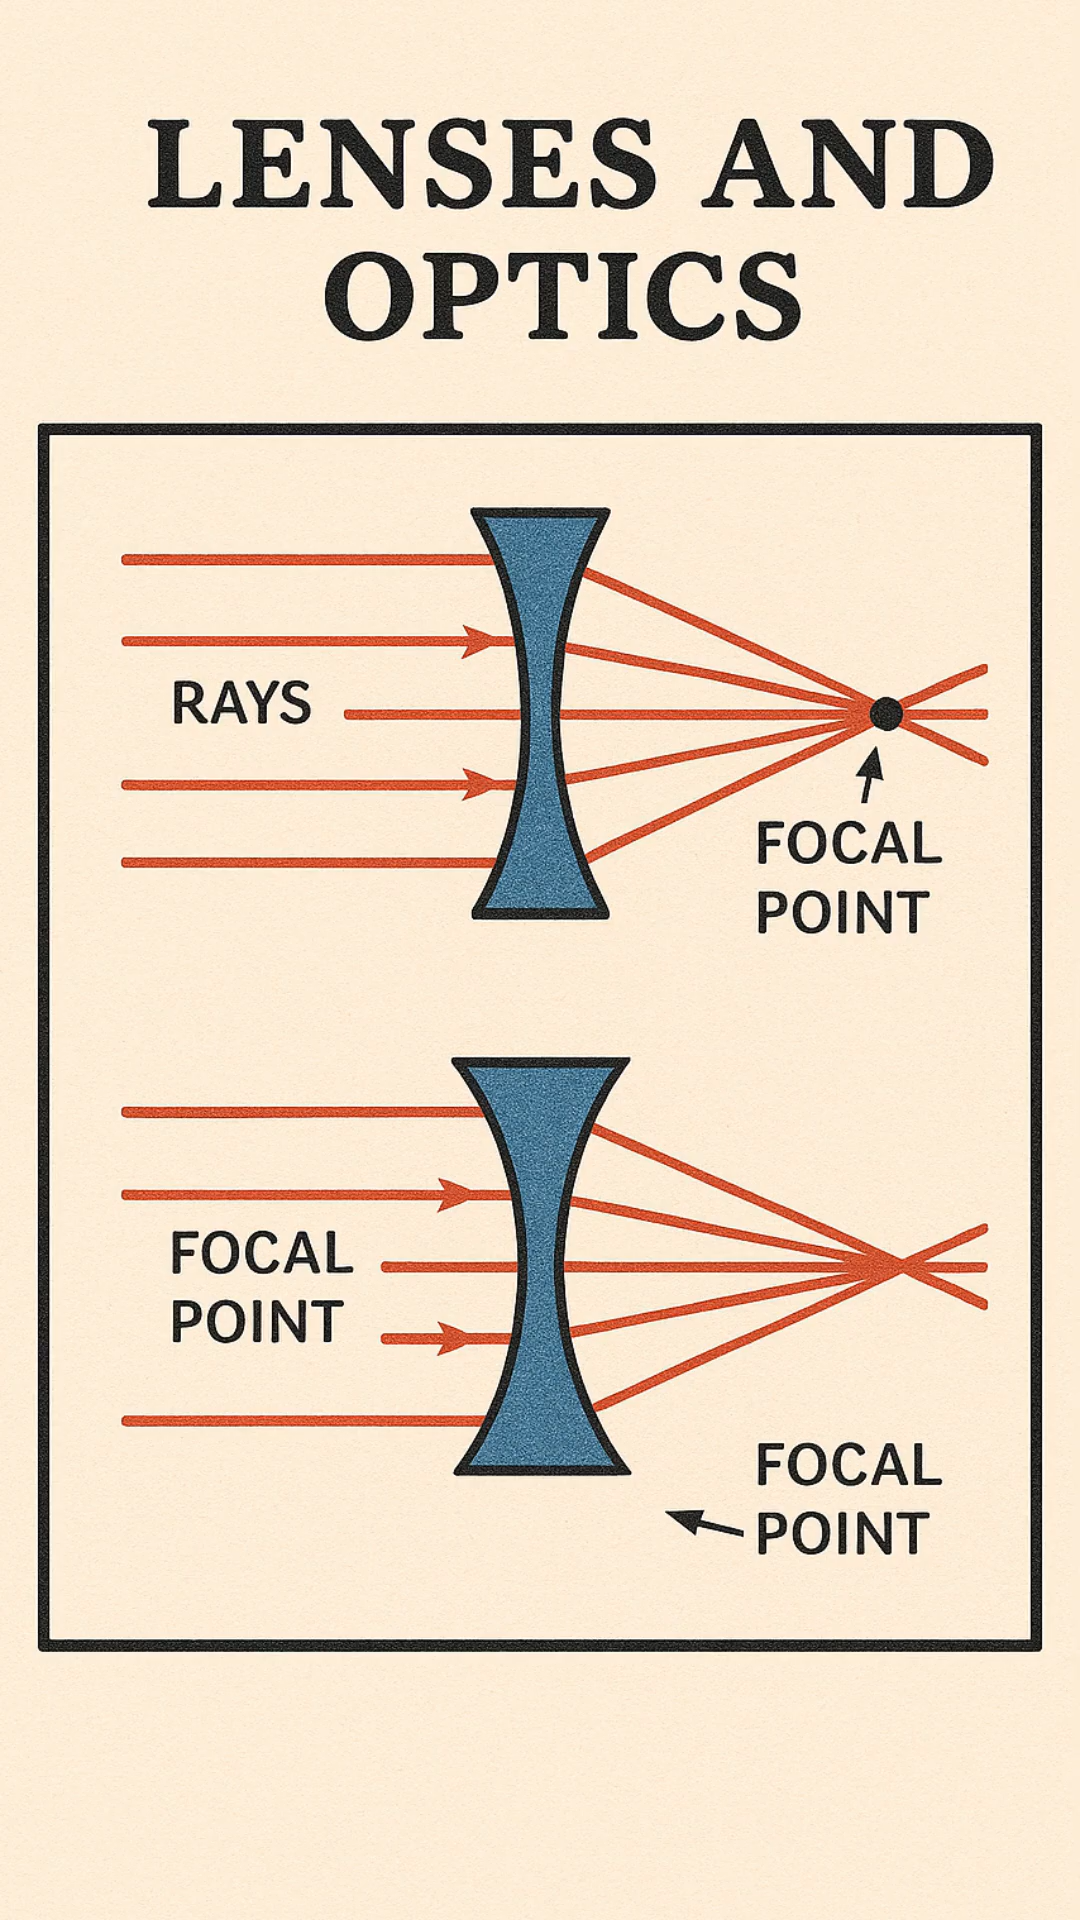 LENSES AND
OPTICS
RAYS
FOCAL
POINT
FOCAL
POINT
FOCAL
POINT